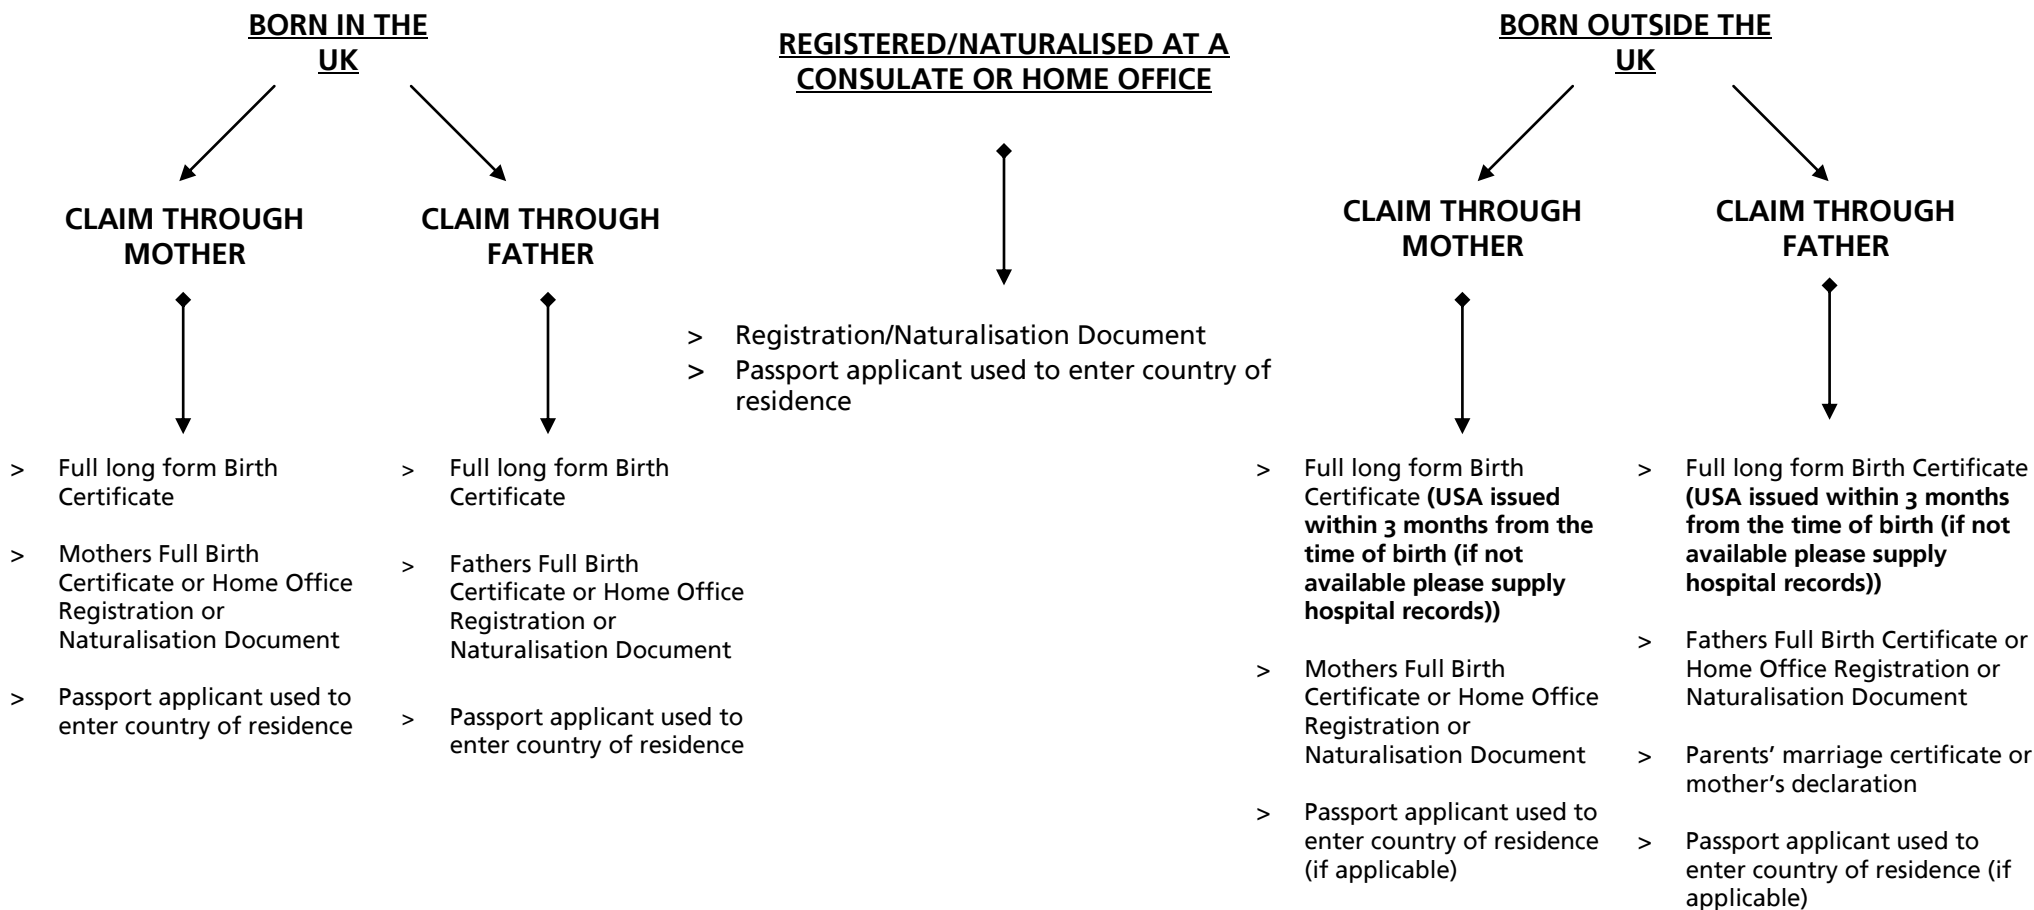 BORN IN THE
UK
CLAIM THROUGH
MOTHER
> Full long form Birth
Certificate
> Mothers Full Birth
Certificate or Home Office
Registration or
Naturalisation Document
> Passport applicant used to
enter country of residence
CLAIM THROUGH
FATHER
> Full long form Birth
Certificate
> Fathers Full Birth
Certificate or Home Office
Registration or
Naturalisation Document
> Passport applicant used to
enter country of residence
REGISTERED/NATURALISED AT A
CONSULATE OR HOME OFFICE
> Registration/Naturalisation Document
> Passport applicant used to enter country of
residence
BORN OUTSIDE THE
UK
CLAIM THROUGH
MOTHER
> Full long form Birth
Certificate (USA issued
within 3 months from the
time of birth (if not
available please supply
hospital records))
> Mothers Full Birth
Certificate or Home Office
Registration or
Naturalisation Document
> Passport applicant used to
enter country of residence
(if applicable)
CLAIM THROUGH
FATHER
> Full long form Birth Certificate
(USA issued within 3 months
from the time of birth (if not
available please supply
hospital records))
> Fathers Full Birth Certificate or
Home Office Registration or
Naturalisation Document
> Parents’ marriage certificate or
mother’s declaration
> Passport applicant used to
enter country of residence (if
applicable)